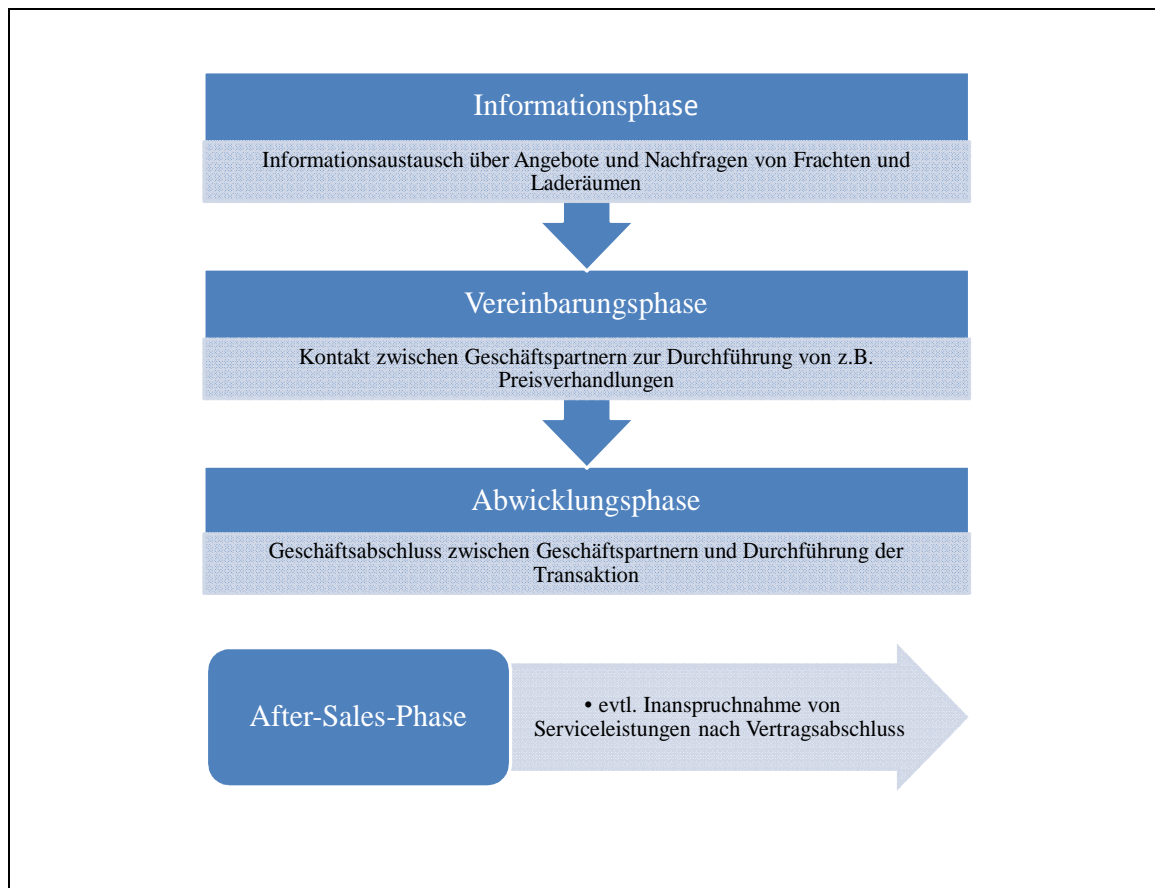 Informationsphase
Informationsaustausch über Angebote und Nachfragen von Frachten und
Laderäumen
Vereinbarungsphase
Kontakt zwischen Geschäftspartnern zur Durchführung von z.B.
Preisverhandlungen
Abwicklungsphase
Geschäftsabschluss zwischen Geschäftspartnern und Durchführung der
Transaktion
After-Sales-Phase
• evtl. Inanspruchnahme von
Serviceleistungen nach Vertragsabschluss